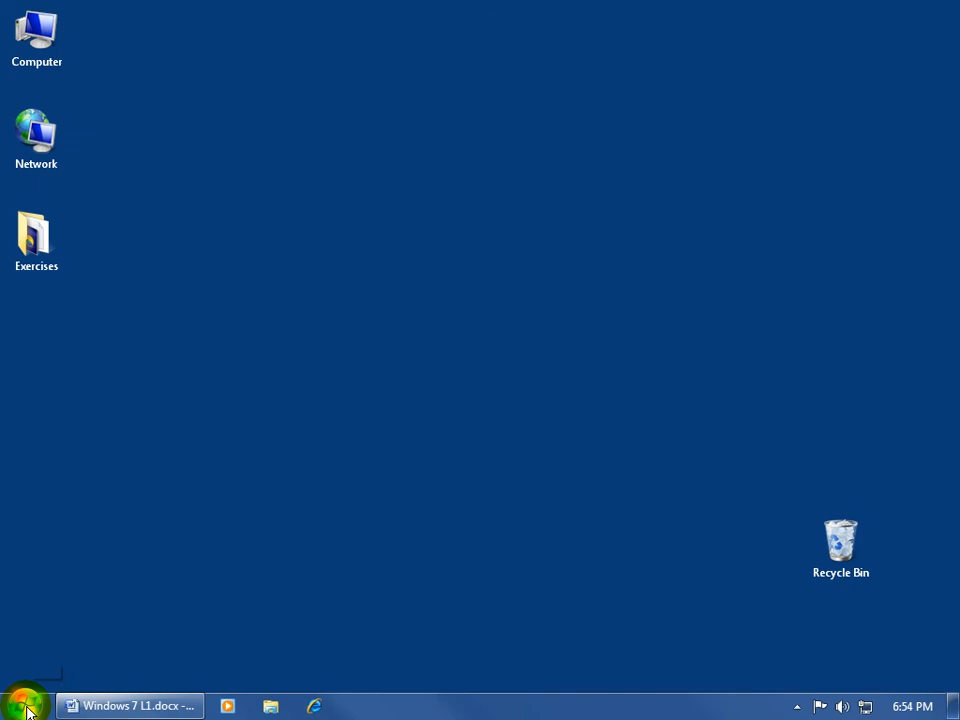 Computer
Network
Exercises
Recycle Bin
Windows 7 L1.docx -...
6:54 PM